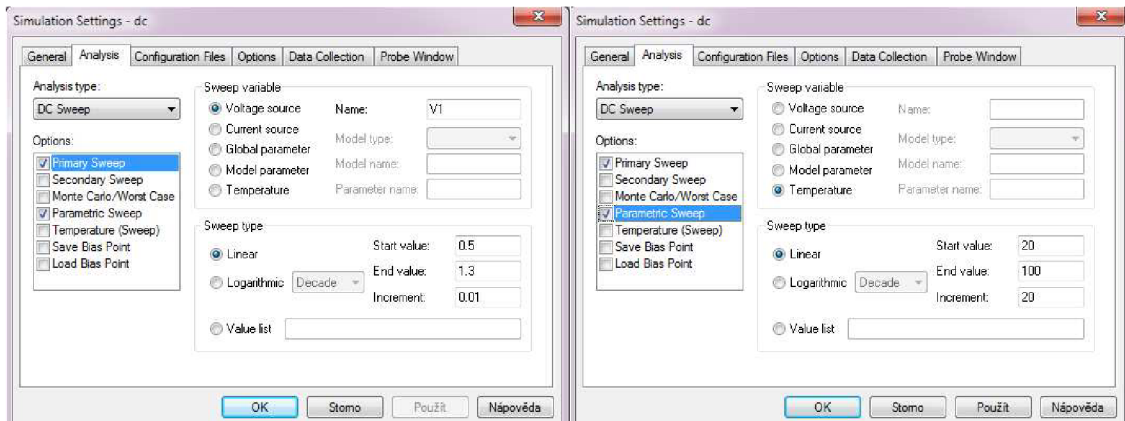 Simulation Settings - dc
General Analysis Configuration Files Options Data Collection Probe Window
Analysis type:
DC Sweep
Options:
Primary Sweep
Secondary Sweep
Monte Carlo/Worst Case
Parametric Sweep
Temperature (Sweep)
Save Bias Point
Load Bias Point
Sweep variable
Voltage source
Current source
Global parameter
Model parameter
Temperature
Name: V1
Model type:
Model name:
Parameter name:
Sweep type
Linear
Logarithmic Decade
Value list
Start value: 0.5
End value: 1.3
Increment: 0.01
OK Storno Použít Nápověda
Simulation Settings - dc
General Analysis Configuration Files Options Data Collection Probe Window
Analysis type:
DC Sweep
Options:
Primary Sweep
Secondary Sweep
Monte Carlo/Worst Case
Parametric Sweep
Temperature (Sweep)
Save Bias Point
Load Bias Point
Sweep variable
Voltage source
Current source
Global parameter
Model parameter
Temperature
Name:
Model type:
Model name:
Parameter name:
Sweep type
Linear
Logarithmic Decade
Value list
Start value: 20
End value: 100
Increment: 20
OK Storno Použít Nápověda